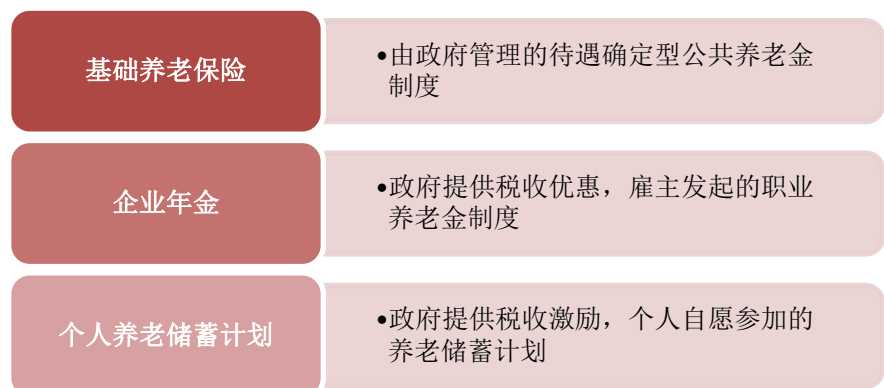 基础养老保险
•由政府管理的待遇确定型公共养老金
制度
企业年金
•政府提供税收优惠，雇主发起的职业
养老金制度
个人养老储蓄计划
•政府提供税收激励，个人自愿参加的
养老储蓄计划